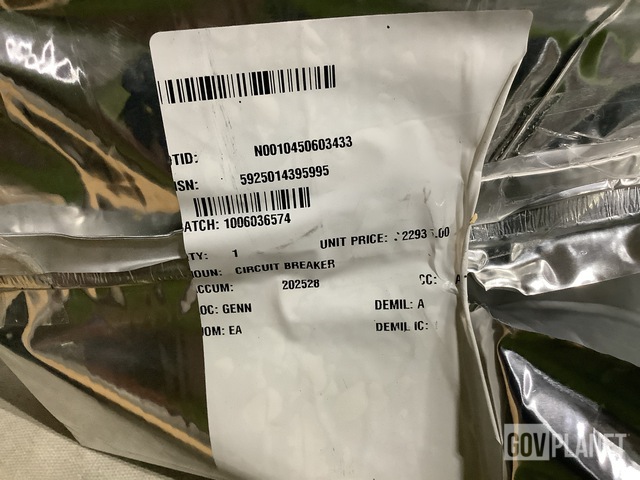 TID: N0010450603433
SN: 5925014395995
ATCH: 1006036574
TY: 1 UNIT PRICE:
OUN: CIRCUIT BREAKER
CCUM: 202528 CC:
OC: GENN DEMIL: A
OM: EA DEMIL IC:
GOVPLANET